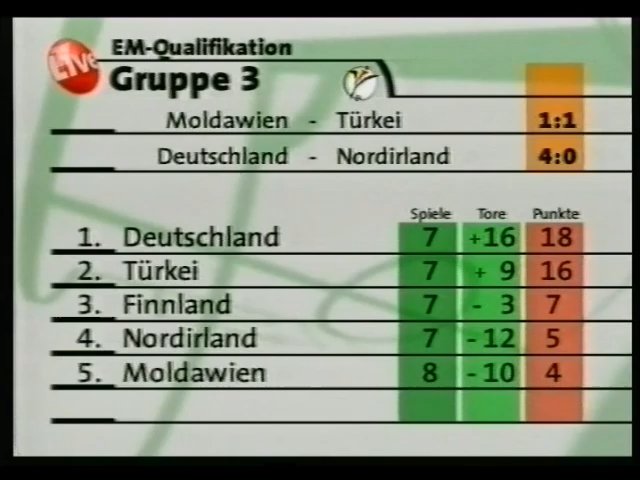 Live
EM-Qualifikation
Gruppe 3
Moldawien - Türkei 1:1
Deutschland - Nordirland 4:0
Spiele Tore Punkte
1. Deutschland 7 +16 18
2. Türkei 7 + 9 16
3. Finnland 7 - 3 7
4. Nordirland 7 -12 5
5. Moldawien 8 -10 4